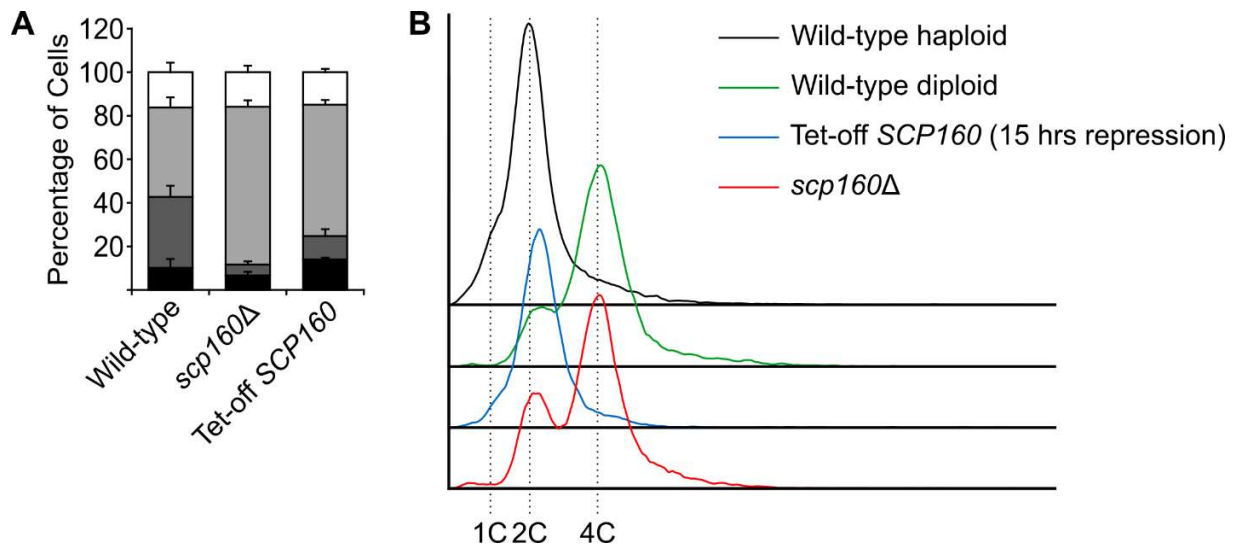 A
120
100
80
60
40
20
Percentage of Cells
Wild-type
scp160Δ
Tet-off SCP160
B
Wild-type haploid
Wild-type diploid
Tet-off SCP160 (15 hrs repression)
scp160Δ
1C 2C 4C